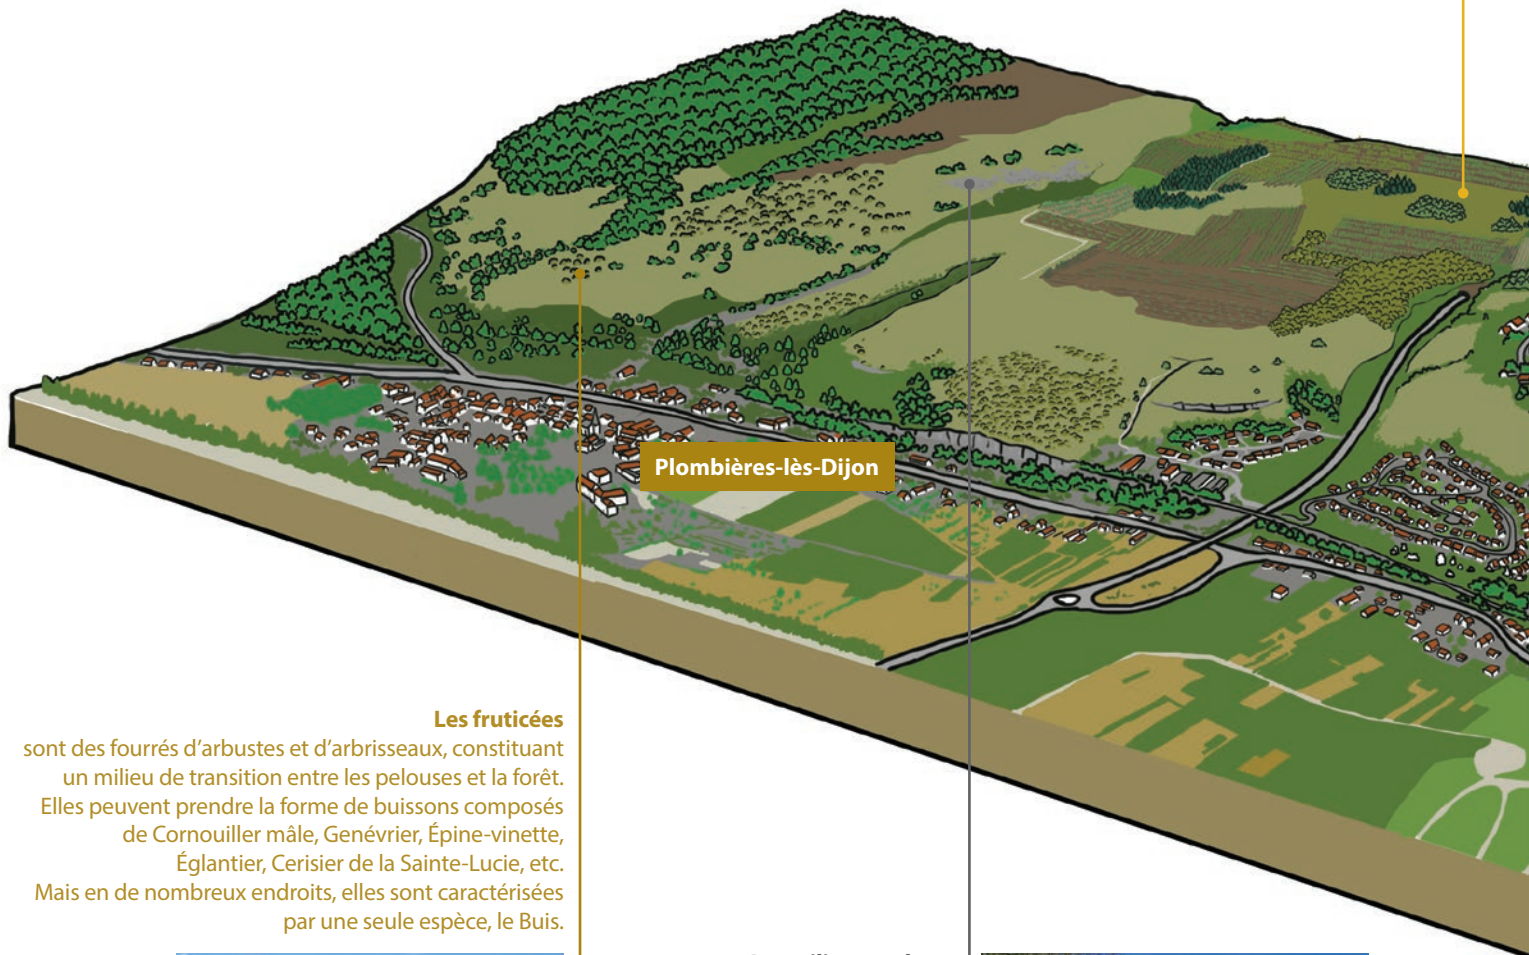 Plombières-lès-Dijon
Les fruticées
sont des fourrés d’arbustes et d’arbrisseaux, constituant
un milieu de transition entre les pelouses et la forêt.
Elles peuvent prendre la forme de buissons composés
de Cornouiller mâle, Genévrier, Épine-vinette,
Églantier, Cerisier de la Sainte-Lucie, etc.
Mais en de nombreux endroits, elles sont caractérisées
par une seule espèce, le Buis.